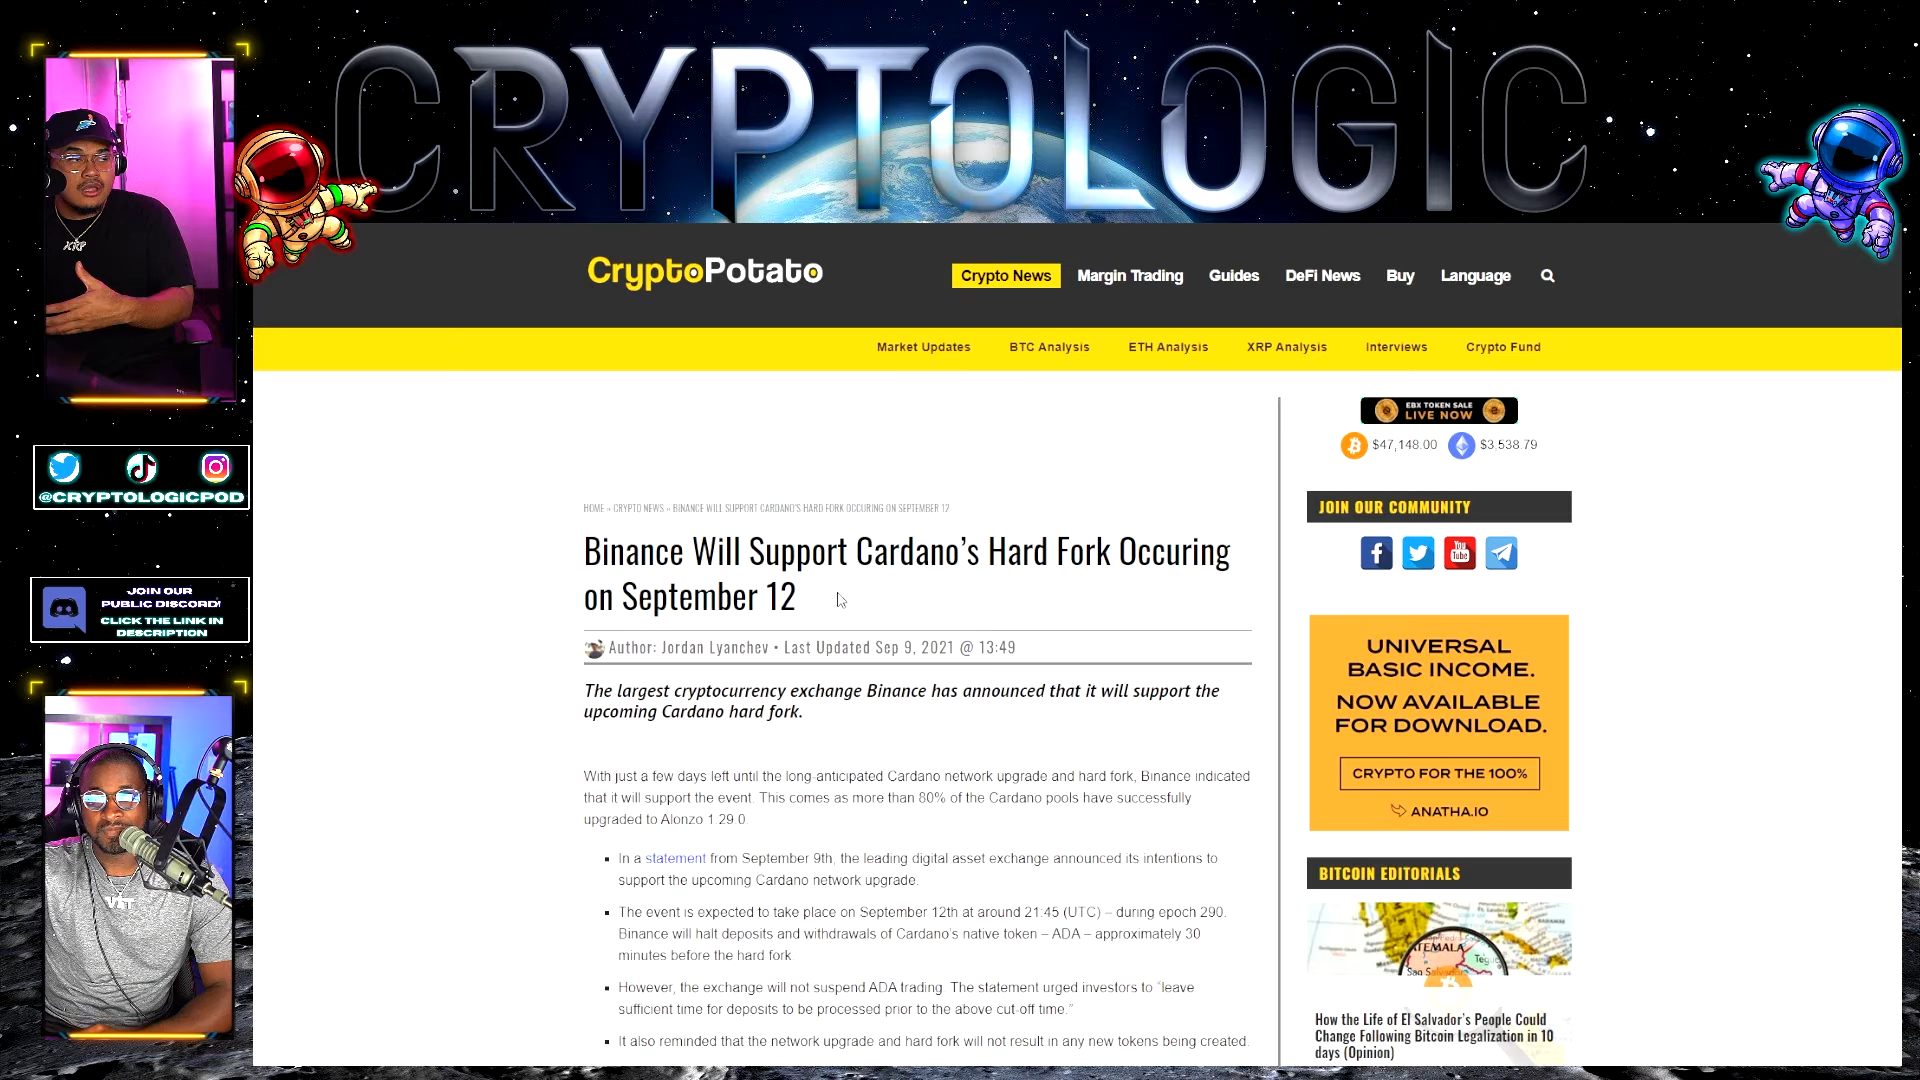 CRYPTOLOGIC
XRP
CryptoPotato
Crypto News Margin Trading Guides DeFi News Buy Language
Market Updates BTC Analysis ETH Analysis XRP Analysis Interviews Crypto Fund
@CRYPTOLOGICPOD
JOIN OUR
PUBLIC DISCORD!
CLICK THE LINK IN
DESCRIPTION
HOME » CRYPTO NEWS » BINANCE WILL SUPPORT CARDANO'S HARD FORK OCCURING ON SEPTEMBER 12
Binance Will Support Cardano’s Hard Fork Occuring
on September 12
Author: Jordan Lyanchev • Last Updated Sep 9, 2021 @ 13:49
The largest cryptocurrency exchange Binance has announced that it will support the
upcoming Cardano hard fork.
With just a few days left until the long-anticipated Cardano network upgrade and hard fork, Binance indicated
that it will support the event. This comes as more than 80% of the Cardano pools have successfully
upgraded to Alonzo 1.29.0.
In a statement from September 9th, the leading digital asset exchange announced its intentions to
support the upcoming Cardano network upgrade.
The event is expected to take place on September 12th at around 21:45 (UTC) – during epoch 290.
Binance will halt deposits and withdrawals of Cardano’s native token – ADA – approximately 30
minutes before the hard fork.
However, the exchange will not suspend ADA trading. The statement urged investors to “leave
sufficient time for deposits to be processed prior to the above cut-off time.”
It also reminded that the network upgrade and hard fork will not result in any new tokens being created.
EBX TOKEN SALE
LIVE NOW
$47,148.00 $3,538.79
JOIN OUR COMMUNITY
You
Tube
UNIVERSAL
BASIC INCOME.
NOW AVAILABLE
FOR DOWNLOAD.
CRYPTO FOR THE 100%
ANATHA.IO
BITCOIN EDITORIALS
How the Life of El Salvador’s People Could
Change Following Bitcoin Legalization in 10
days (Opinion)